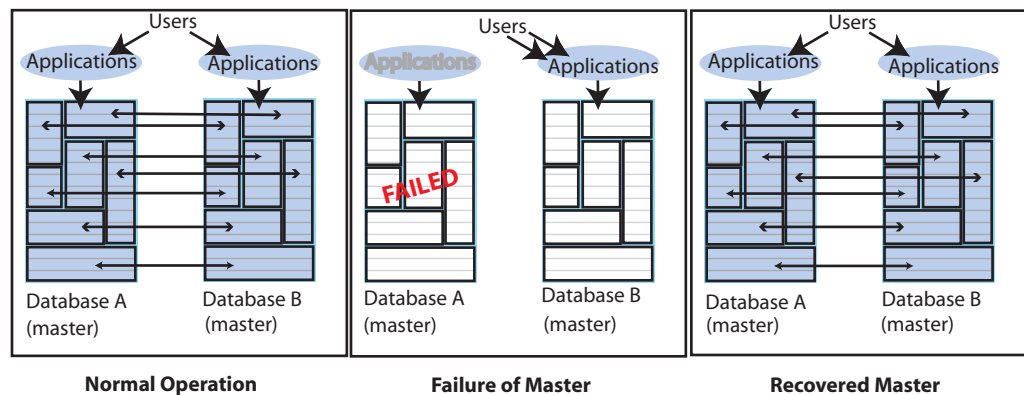 Users
Applications
Applications
Database A
(master)
Database B
(master)
Normal Operation
Users
Applications
Applications
FAILED
Database A
(master)
Database B
(master)
Failure of Master
Users
Applications
Applications
Database A
(master)
Database B
(master)
Recovered Master